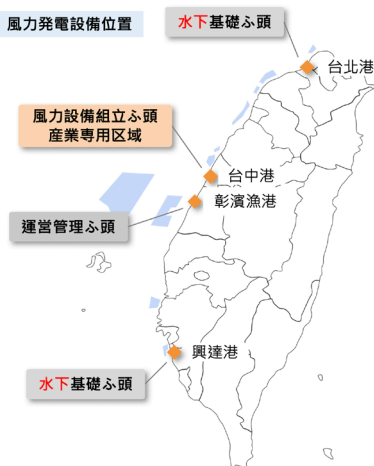 風力発電設備位置
水下基礎ふ頭
台北港
風力設備組立ふ頭
産業専用区域
台中港
彰濱漁港
運営管理ふ頭
興達港
水下基礎ふ頭